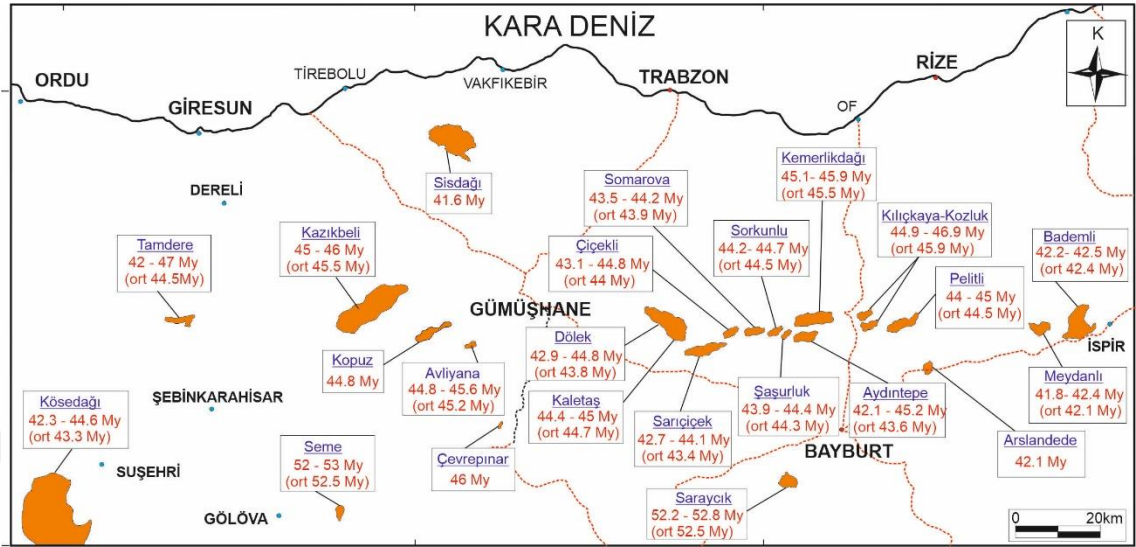 KARA DENİZ
K
ORDU
GİRESUN
TİREBOLU
VAKFIKEBİR
TRABZON
OF
RİZE
DERELİ
Sisdağı
41.6 My
Somarova
43.5 - 44.2 My
(ort 43.9 My)
Kemerlikdağı
45.1- 45.9 My
(ort 45.5 My)
Kılıçkaya-Kozluk
44.9 - 46.9 My
(ort 45.9 My)
Tamdere
42 - 47 My
(ort 44.5My)
Kazıkbeli
45 - 46 My
(ort 45.5 My)
Çiçekli
43.1 - 44.8 My
(ort 44 My)
Sorkunlu
44.2- 44.7 My
(ort 44.5 My)
Pelitli
44 - 45 My
(ort 44.5 My)
Bademli
42.2- 42.5 My
(ort 42.4 My)
GÜMÜŞHANE
İSPİR
Kopuz
44.8 My
Avliyana
44.8 - 45.6 My
(ort 45.2 My)
Dölek
42.9 - 44.8 My
(ort 43.8 My)
Kaletaş
44.4 - 45 My
(ort 44.7 My)
Sarıçiçek
42.7 - 44.1 My
(ort 43.4 My)
Şaşurluk
43.9 - 44.4 My
(ort 44.3 My)
Aydıntepe
42.1 - 45.2 My
(ort 43.6 My)
Meydanlı
41.8- 42.4 My
(ort 42.1 My)
Arslandede
42.1 My
BAYBURT
Kösedağı
42.3 - 44.6 My
(ort 43.3 My)
ŞEBİNKARAHİSAR
SUŞEHRİ
Seme
52 - 53 My
(ort 52.5 My)
GÖLÖVA
Çevrepınar
46 My
Saraycık
52.2 - 52.8 My
(ort 52.5 My)
0 20km